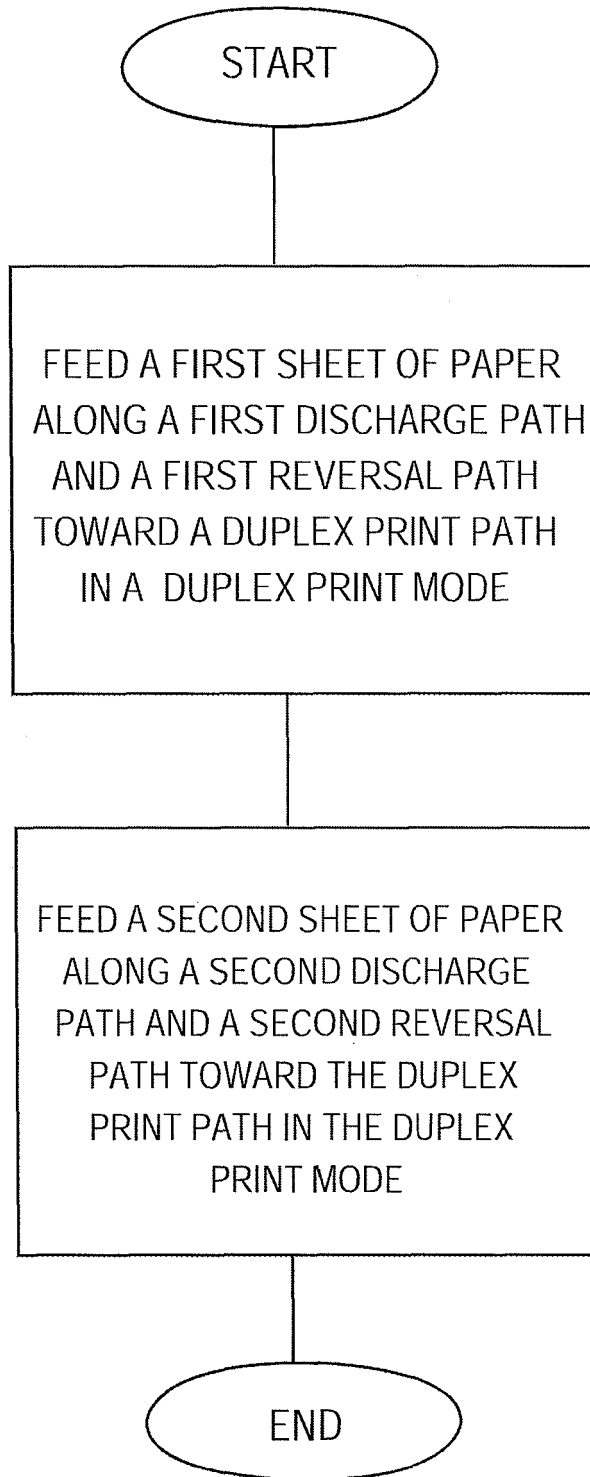 START
FEED A FIRST SHEET OF PAPER
ALONG A FIRST DISCHARGE PATH
AND A FIRST REVERSAL PATH
TOWARD A DUPLEX PRINT PATH
IN A DUPLEX PRINT MODE
FEED A SECOND SHEET OF PAPER
ALONG A SECOND DISCHARGE
PATH AND A SECOND REVERSAL
PATH TOWARD THE DUPLEX
PRINT PATH IN THE DUPLEX
PRINT MODE
END